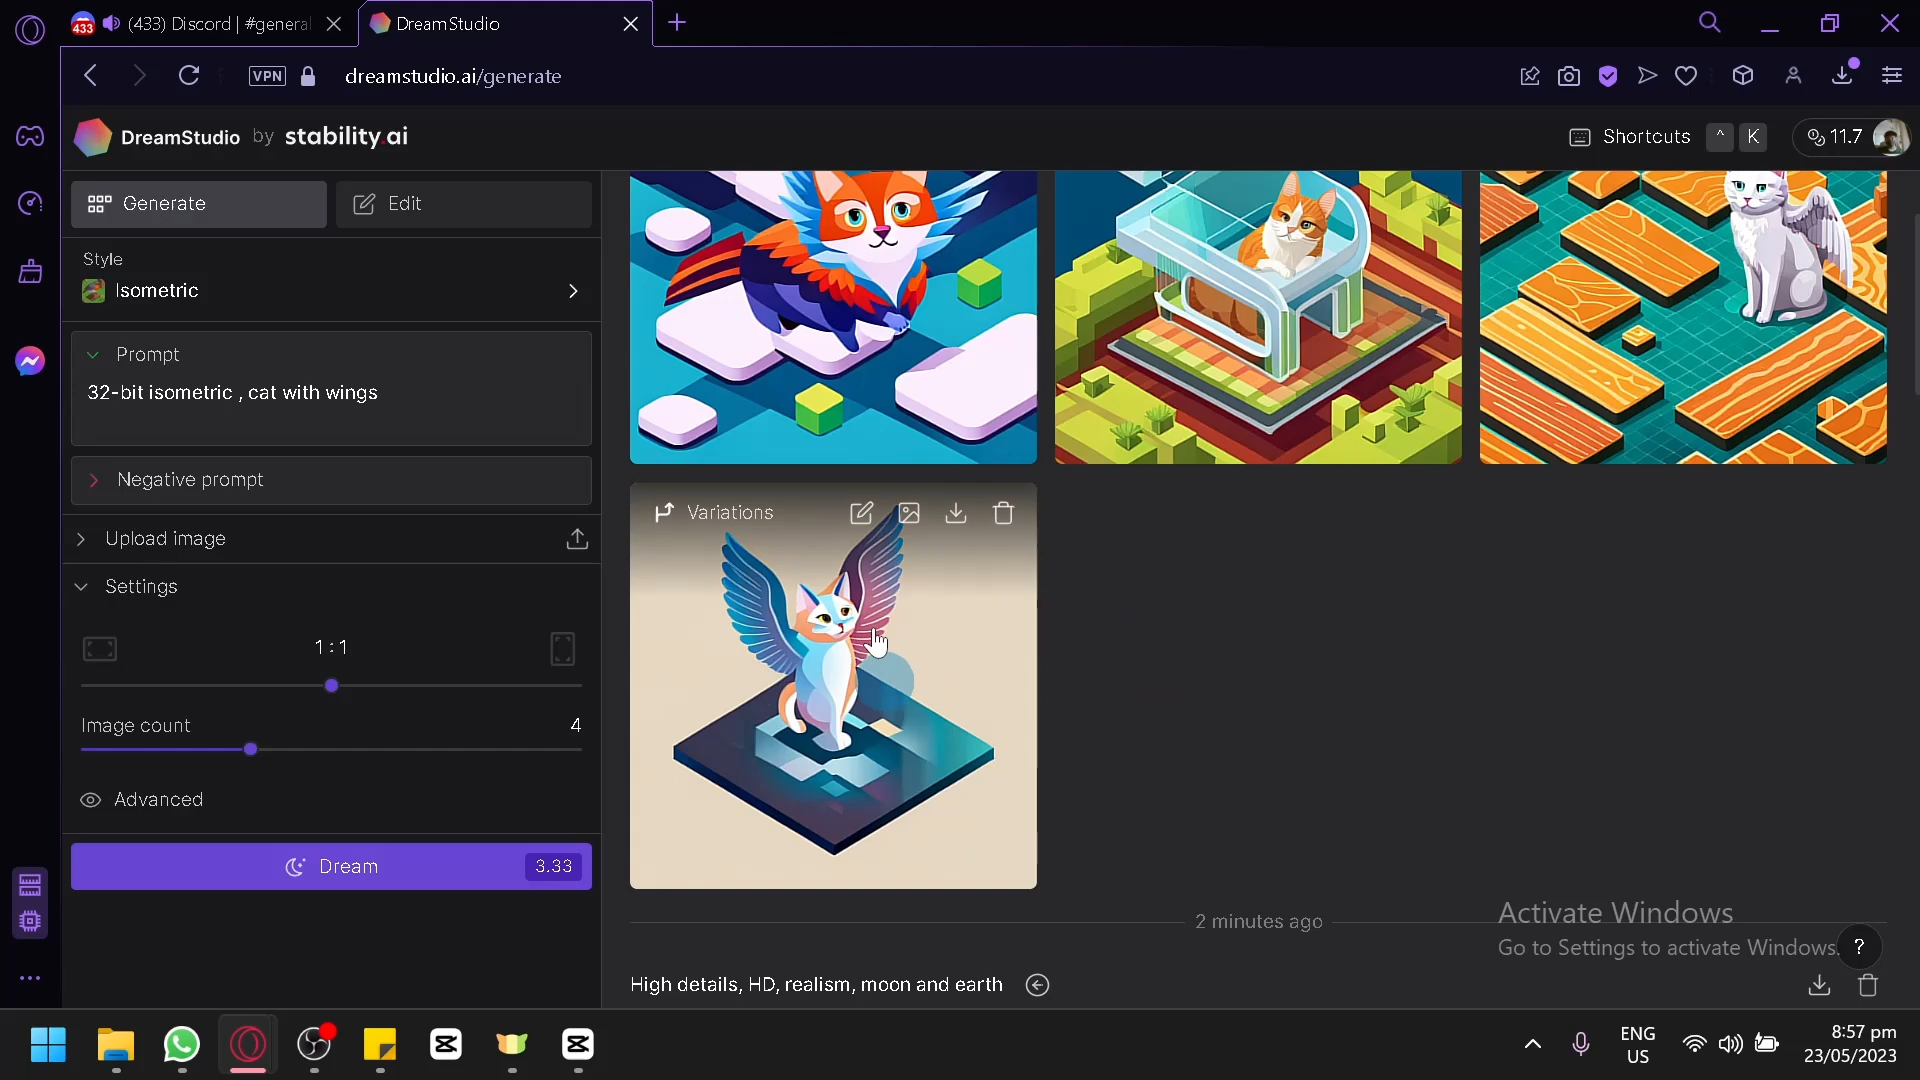 433 (433) Discord | #general
DreamStudio
VPN dreamstudio.ai/generate
DreamStudio by stability.ai
Shortcuts ^ K 11.7
Generate
Edit
Style
Isometric
Prompt
32-bit isometric , cat with wings
Negative prompt
Upload image
Settings
1 : 1
Image count 4
Advanced
Dream 3.33
Variations
2 minutes ago
High details, HD, realism, moon and earth
Activate Windows
Go to Settings to activate Windows.
?
ENG
US
8:57 pm
23/05/2023